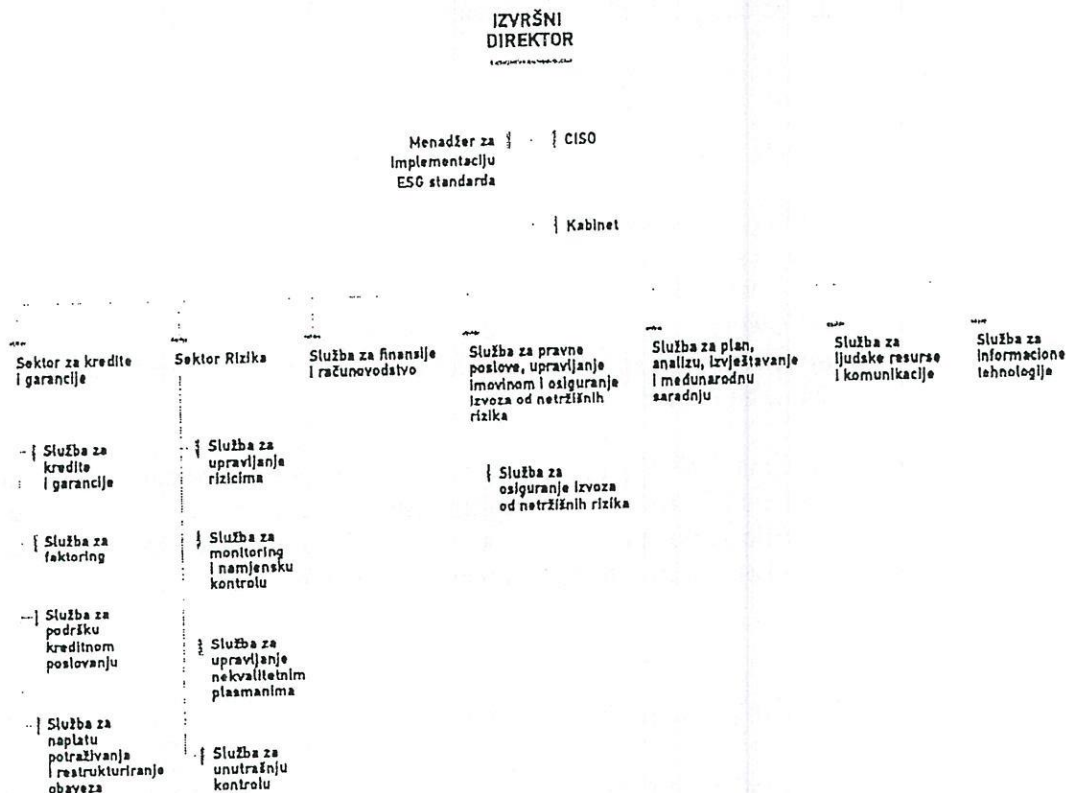 IZVRŠNI
DIREKTOR
Menadžer za
implementaciju
ESG standarda
CISO
Kabinet
Sektor za kredite
i garancije
Služba za
kredite
i garancije
Služba za
faktoring
Služba za
podršku
kreditnom
poslovanju
Služba za
naplatu
potraživanja
i restrukturiranje
obaveza
Sektor Rizika
Služba za
upravljanje
rizicima
Služba za
monitoring
i namjensku
kontrolu
Služba za
upravljanje
nekvalitetnim
plasmanima
Služba za
unutrašnju
kontrolu
Služba za finansije
i računovodstvo
Služba za pravne
poslove, upravljanje
imovinom i osiguranje
izvoza od netržišnih
rizika
Služba za
osiguranje izvoza
od netržišnih rizika
Služba za plan,
analizu, izvještavanje
i međunarodnu
saradnju
Služba za
ljudske resurse
i komunikacije
Služba za
informacione
tehnologije